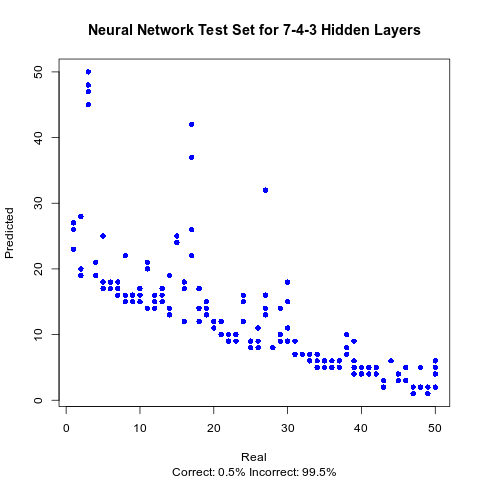 Neural Network Test Set for 7-4-3 Hidden Layers
Predicted
50
40
30
20
10
0
0 10 20 30 40 50
Real
Correct: 0.5% Incorrect: 99.5%